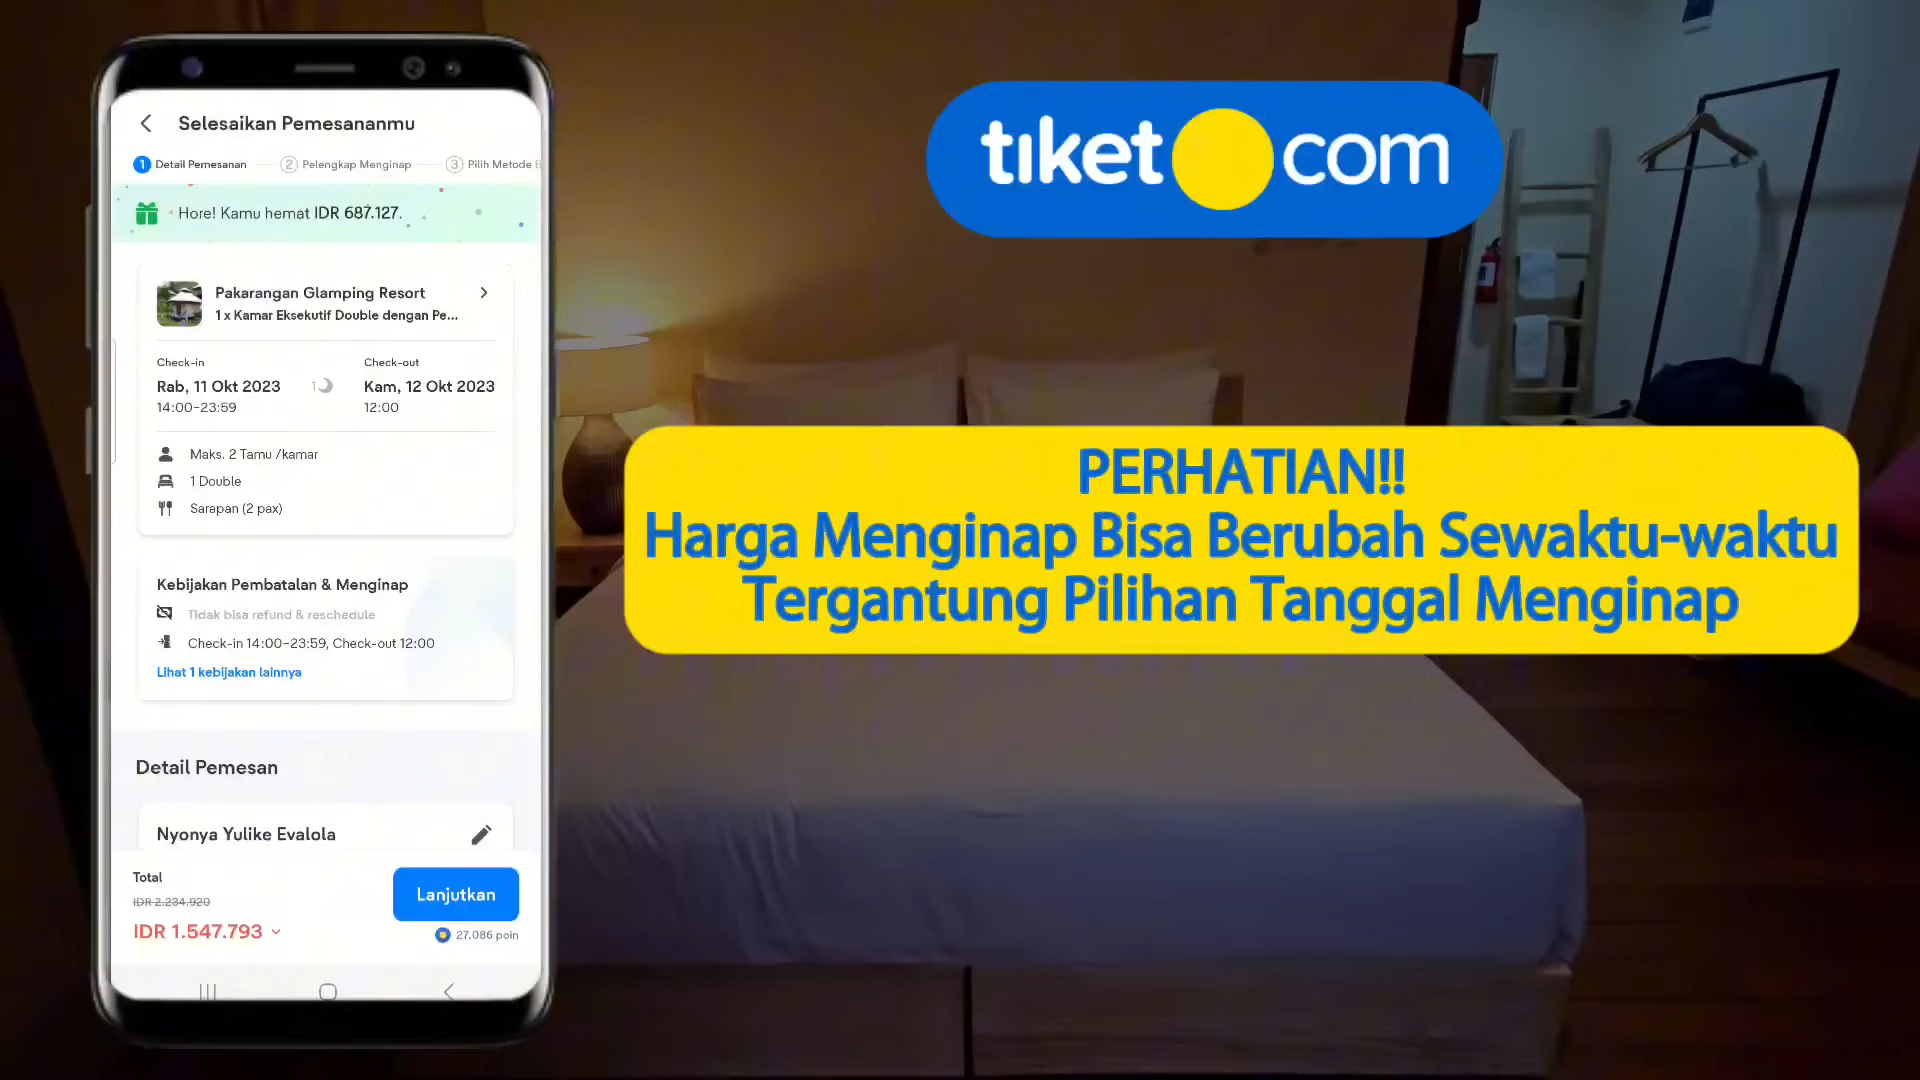 Selesaikan Pemesananmu
1 Detail Pemesanan 2 Pelengkap Menginap 3 Pilih Metode B
Hore! Kamu hemat IDR 687.127.
Pakarangan Glamping Resort
1 x Kamar Eksekutif Double dengan Pe...
Check-in
Rab, 11 Okt 2023
14:00-23:59
1
Check-out
Kam, 12 Okt 2023
12:00
Maks. 2 Tamu /kamar
1 Double
Sarapan (2 pax)
Kebijakan Pembatalan & Menginap
Tidak bisa refund & reschedule
Check-in 14:00-23:59, Check-out 12:00
Lihat 1 kebijakan lainnya
Detail Pemesan
Nyonya Yulike Evalola
Total
IDR 2.234.920
IDR 1.547.793
Lanjutkan
27.086 poin
tiket.com
PERHATIAN!!
Harga Menginap Bisa Berubah Sewaktu-waktu
Tergantung Pilihan Tanggal Menginap